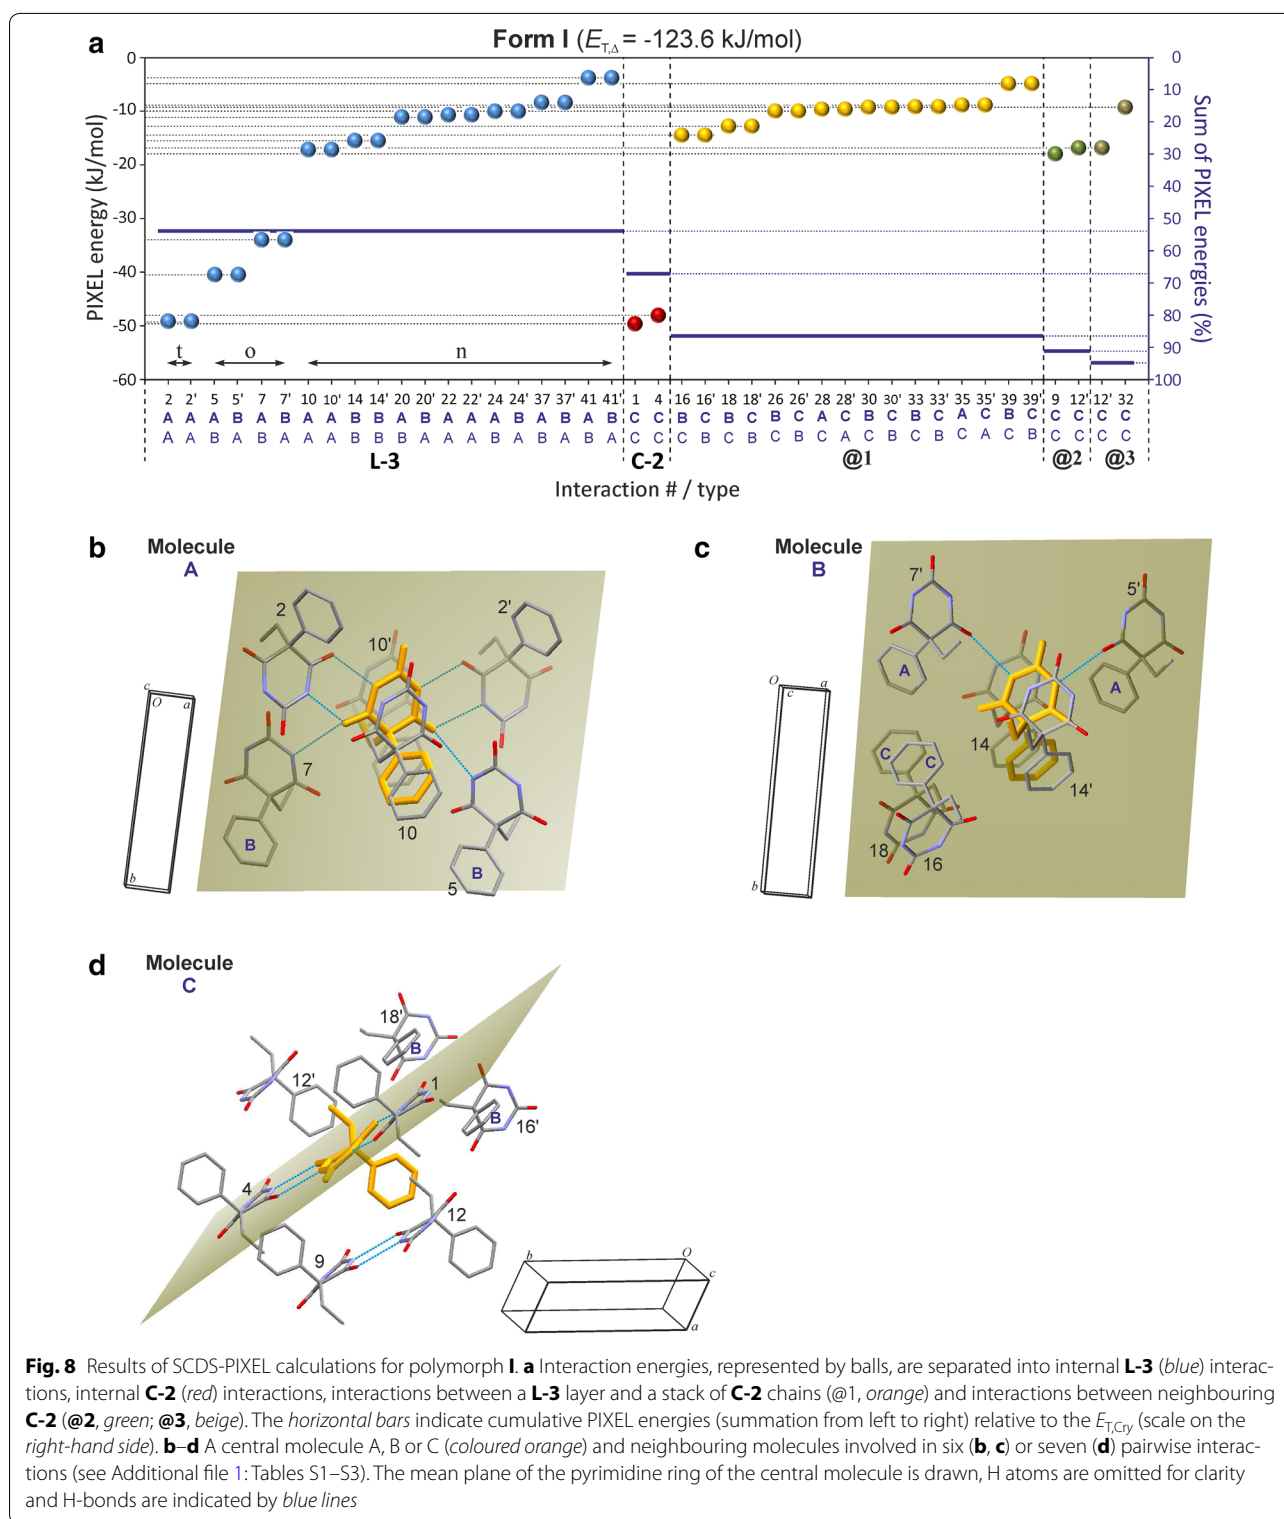 a
Form I (E_T,Δ = -123.6 kJ/mol)
PIXEL energy (kJ/mol)
0
-10
-20
-30
-40
-50
-60
Sum of PIXEL energies (%)
0
10
20
30
40
50
60
70
80
90
100
t o n
2 2' 5 5' 7 7' 10 10' 14 14' 20 20' 22 22' 24 24' 37 37' 41 41' 1 4 16 16' 18 18' 26 26' 28 28' 30 30' 33 33' 35 35' 39 39' 9 12' 12' 32
A A A B A B A A B B A B A A A B A B A B C C B C B C B C A C B C B C A C B C C C C C
A A B A B A A A B B B A A A B A B A B A C C C B C B C B C A C B C B C A C B C C C C
L-3 C-2 @1 @2 @3
Interaction # / type
b Molecule
A
2
2'
10'
7
10
5
B
B
c
O
a
b
c Molecule
B
7'
5'
A
A
14
14'
C
C
18
16
O
c
a
b
d Molecule
C
18'
B
12'
1
B
16'
4
12
9
b
O
c
a
Fig. 8 Results of SCDS-PIXEL calculations for polymorph I. a Interaction energies, represented by balls, are separated into internal L-3 (blue) interac-
tions, internal C-2 (red) interactions, interactions between a L-3 layer and a stack of C-2 chains (@1, orange) and interactions between neighbouring
C-2 (@2, green; @3, beige). The horizontal bars indicate cumulative PIXEL energies (summation from left to right) relative to the E_T,Cry (scale on the
right-hand side). b–d A central molecule A, B or C (coloured orange) and neighbouring molecules involved in six (b, c) or seven (d) pairwise interac-
tions (see Additional file 1: Tables S1–S3). The mean plane of the pyrimidine ring of the central molecule is drawn, H atoms are omitted for clarity
and H-bonds are indicated by blue lines